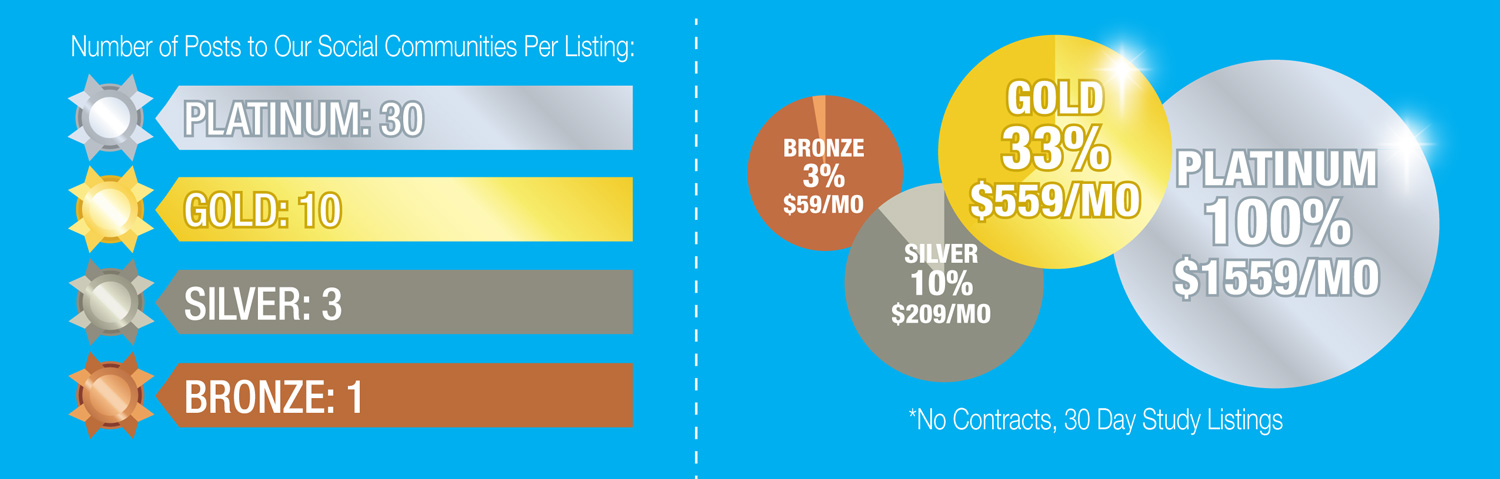 Number of Posts to Our Social Communities Per Listing:
PLATINUM: 30
GOLD: 10
SILVER: 3
BRONZE: 1
BRONZE
3%
$59/MO
SILVER
10%
$209/MO
GOLD
33%
$559/MO
PLATINUM
100%
$1559/MO
*No Contracts, 30 Day Study Listings